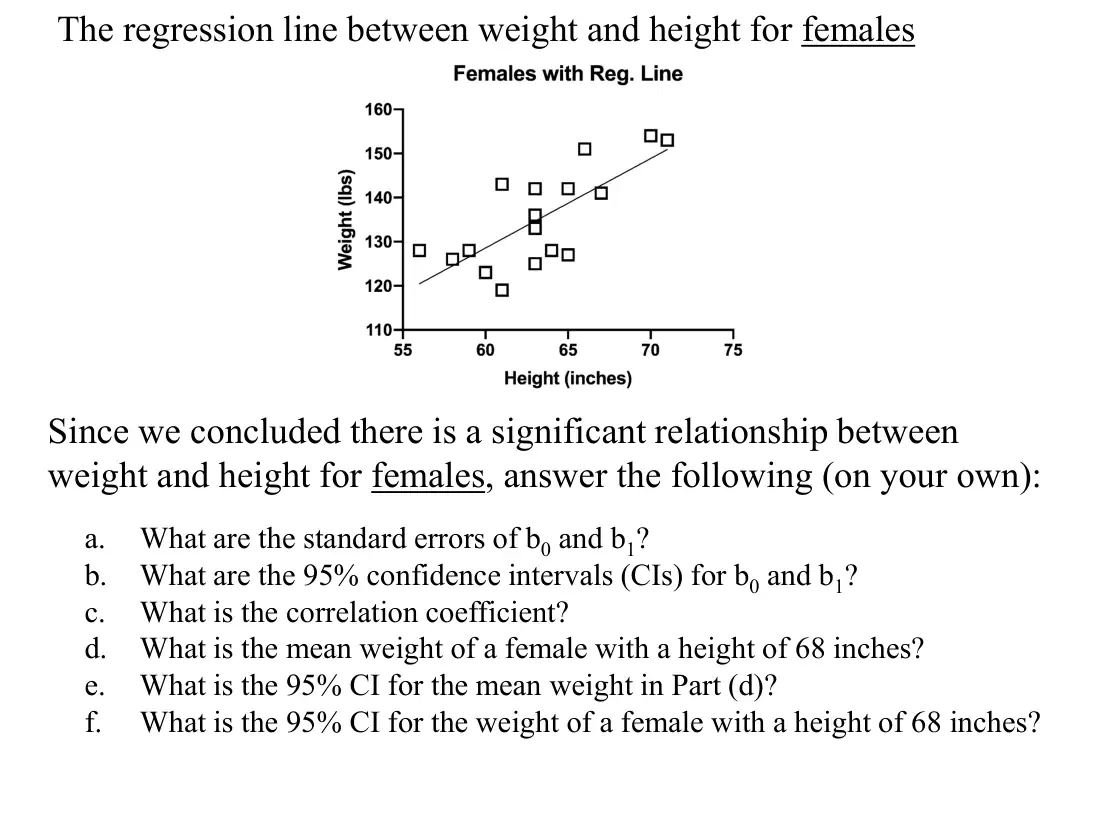 The regression line between weight and height for females
Females with Reg. Line
160
150
140
130
120
110
Weight (lbs)
55 60 65 70 75
Height (inches)
Since we concluded there is a significant relationship between
weight and height for females, answer the following (on your own):
a. What are the standard errors of b₀ and b₁?
b. What are the 95% confidence intervals (CIs) for b₀ and b₁?
c. What is the correlation coefficient?
d. What is the mean weight of a female with a height of 68 inches?
e. What is the 95% CI for the mean weight in Part (d)?
f. What is the 95% CI for the weight of a female with a height of 68 inches?